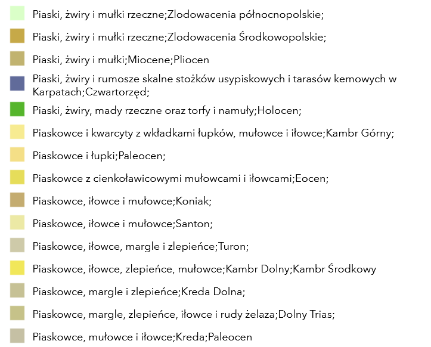 Piaski, żwiry i mułki rzeczne;Zlodowacenia północnopolskie;
Piaski, żwiry i mułki rzeczne;Zlodowacenia Środkowopolskie;
Piaski, żwiry i mułki;Miocene;Pliocen
Piaski, żwiry i rumosze skalne stożków usypiskowych i tarasów kemowych w
Karpatach;Czwartorzęd;
Piaski, żwiry, mady rzeczne oraz torfy i namuły;Holocen;
Piaskowce i kwarcyty z wkładkami łupków, mułowce i iłowce;Kambr Górny;
Piaskowce i łupki;Paleocen;
Piaskowce z cienkoławicowymi mułowcami i iłowcami;Eocen;
Piaskowce, iłowce i mułowce;Koniak;
Piaskowce, iłowce i mułowce;Santon;
Piaskowce, iłowce, margle i zlepieńce;Turon;
Piaskowce, iłowce, zlepieńce, mułowce;Kambr Dolny;Kambr Środkowy
Piaskowce, margle i zlepieńce;Kreda Dolna;
Piaskowce, margle, zlepieńce, iłowce i rudy żelaza;Dolny Trias;
Piaskowce, mułowce i iłowce;Kreda;Paleocen